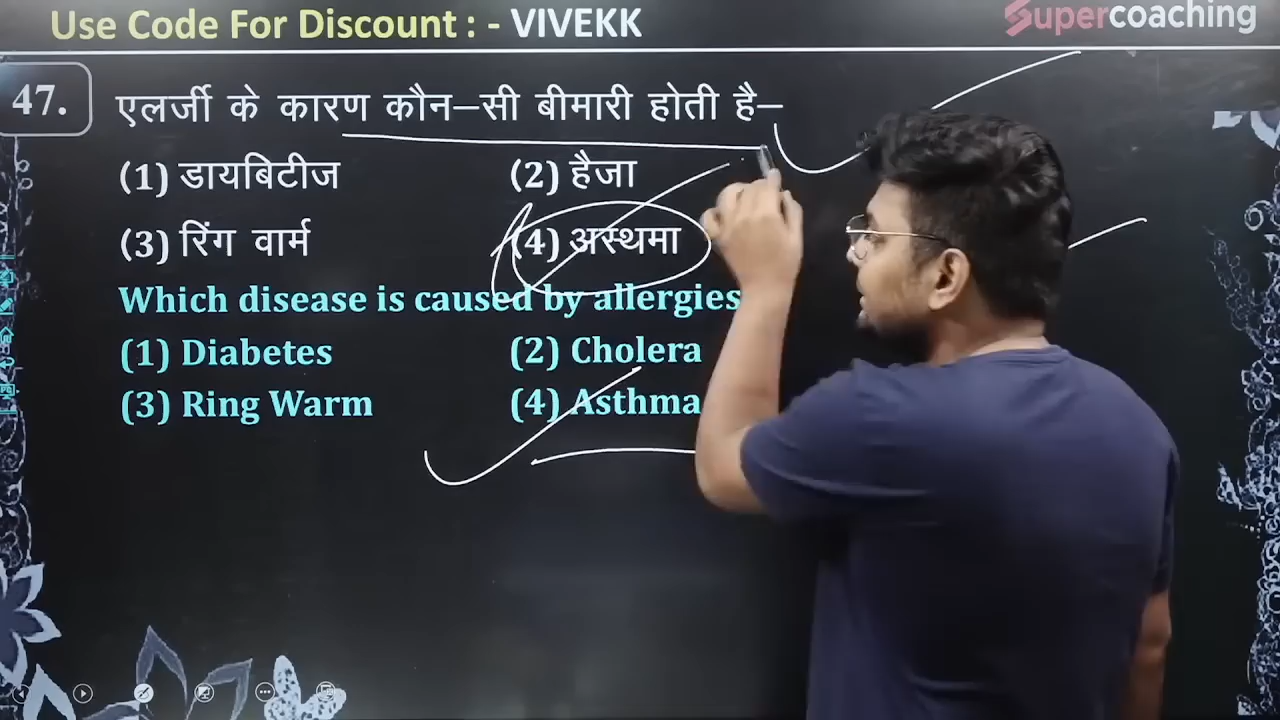 Use Code For Discount : - VIVEKK
Supercoaching
47. एलर्जी के कारण कौन–सी बीमारी होती है–
(1) डायबिटीज (2) हैजा
(3) रिंग वार्म (4) अस्थमा
Which disease is caused by allergies
(1) Diabetes (2) Cholera
(3) Ring Warm (4) Asthma